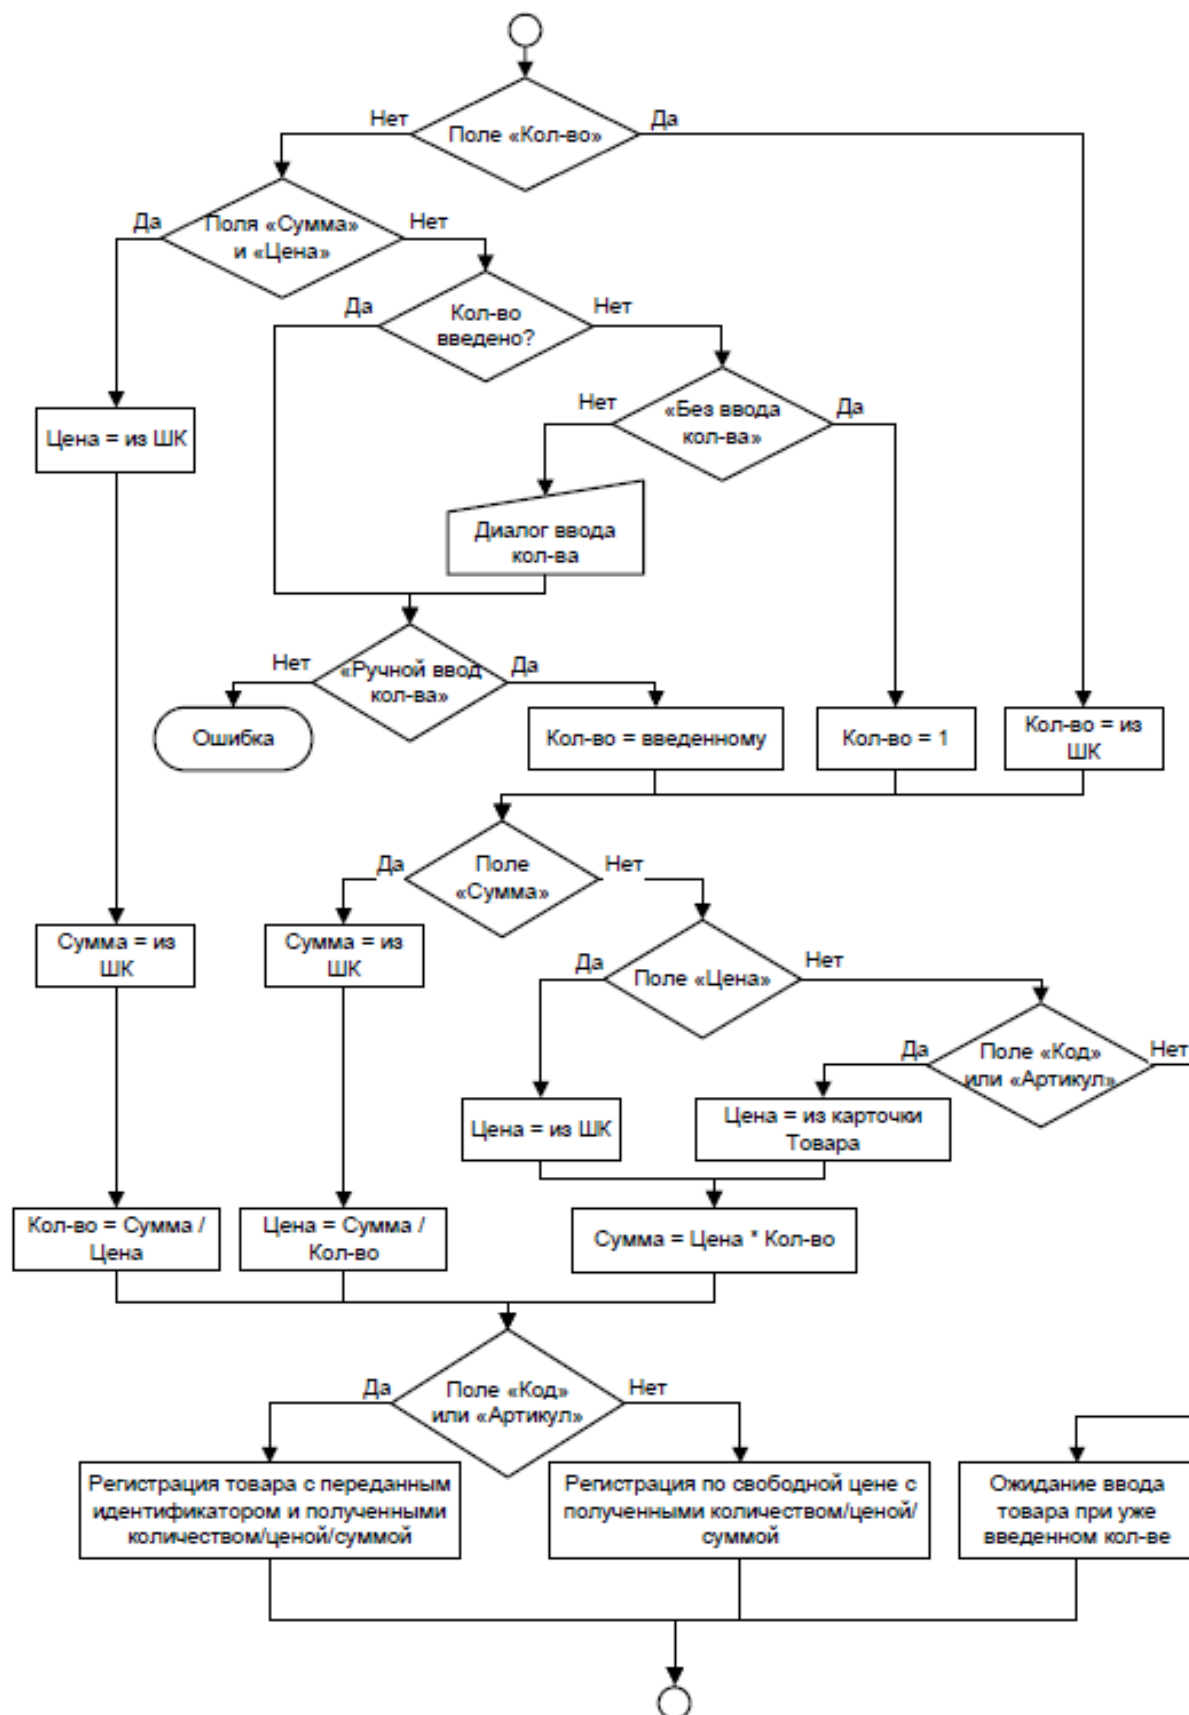 Поле «Кол-во»
Нет
Да
Поля «Сумма»
и «Цена»
Да
Нет
Кол-во
введено?
Да
Нет
«Без ввода
кол-ва»
Нет
Да
Цена = из ШК
Диалог ввода
кол-ва
«Ручной ввод
кол-ва»
Нет
Да
Ошибка
Кол-во = введенному
Кол-во = 1
Кол-во = из
ШК
Поле
«Сумма»
Да
Нет
Сумма = из
ШК
Сумма = из
ШК
Поле «Цена»
Да
Нет
Поле «Код»
или «Артикул»
Да
Нет
Цена = из ШК
Цена = из карточки
Товара
Кол-во = Сумма /
Цена
Цена = Сумма /
Кол-во
Сумма = Цена * Кол-во
Поле «Код»
или «Артикул»
Да
Нет
Регистрация товара с переданным
идентификатором и полученными
количеством/ценой/суммой
Регистрация по свободной цене с
полученными количеством/ценой/
суммой
Ожидание ввода
товара при уже
введенном кол-ве